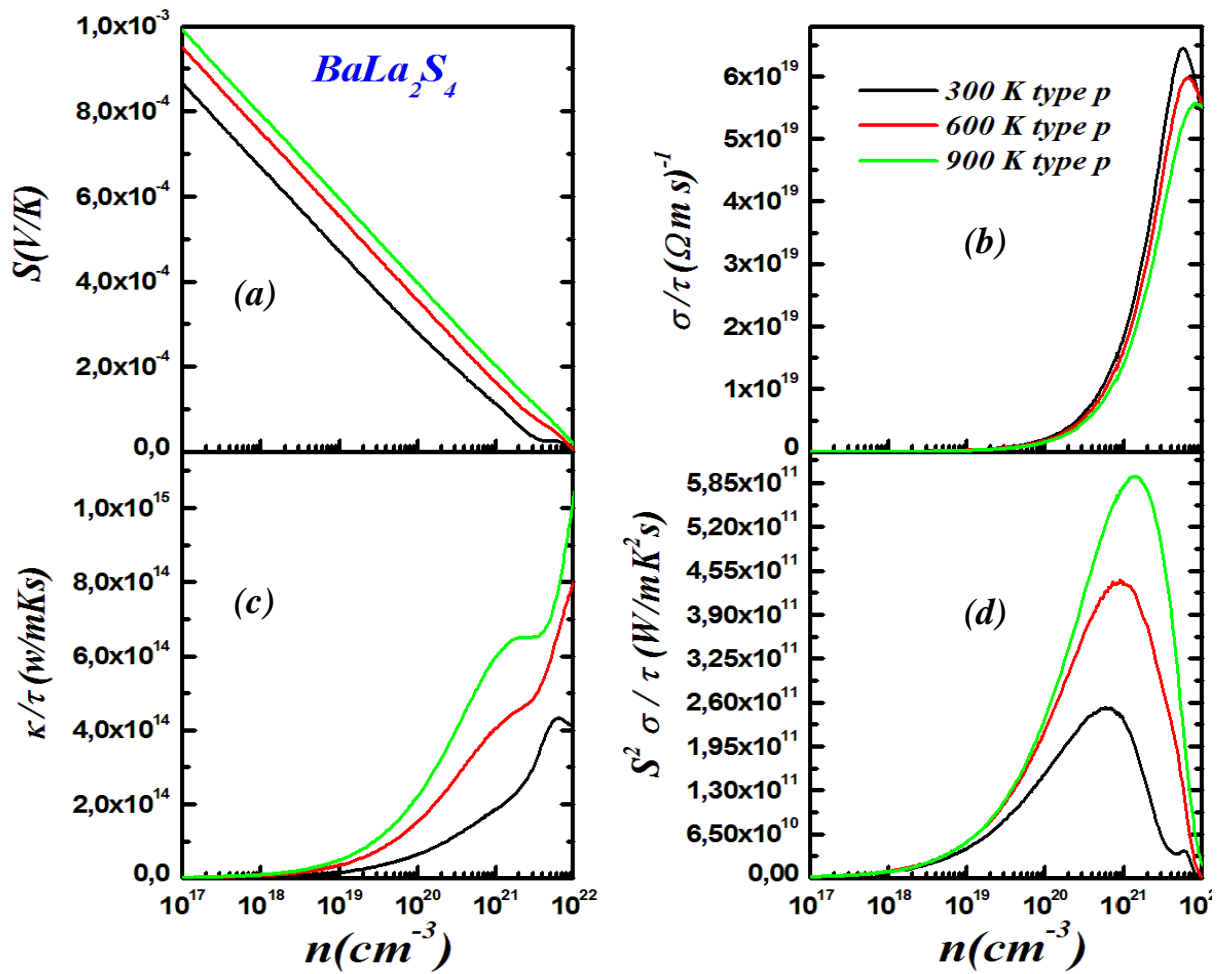 BaLa₂S₄
S(V/K)
1,0x10⁻³
8,0x10⁻⁴
6,0x10⁻⁴
4,0x10⁻⁴
2,0x10⁻⁴
0,0
(a)
σ/τ(Ωm s)⁻¹
6x10¹⁹
5x10¹⁹
4x10¹⁹
3x10¹⁹
2x10¹⁹
1x10¹⁹
0
300 K type p
600 K type p
900 K type p
(b)
κ/τ(w/mKs)
1,0x10¹⁵
8,0x10¹⁴
6,0x10¹⁴
4,0x10¹⁴
2,0x10¹⁴
0,0
(c)
10¹⁷ 10¹⁸ 10¹⁹ 10²⁰ 10²¹ 10²²
n(cm⁻³)
S² σ/τ (W/mK²s)
5,85x10¹¹
5,20x10¹¹
4,55x10¹¹
3,90x10¹¹
3,25x10¹¹
2,60x10¹¹
1,95x10¹¹
1,30x10¹¹
6,50x10¹⁰
0,00
(d)
10¹⁷ 10¹⁸ 10¹⁹ 10²⁰ 10²¹ 10²
n(cm⁻³)